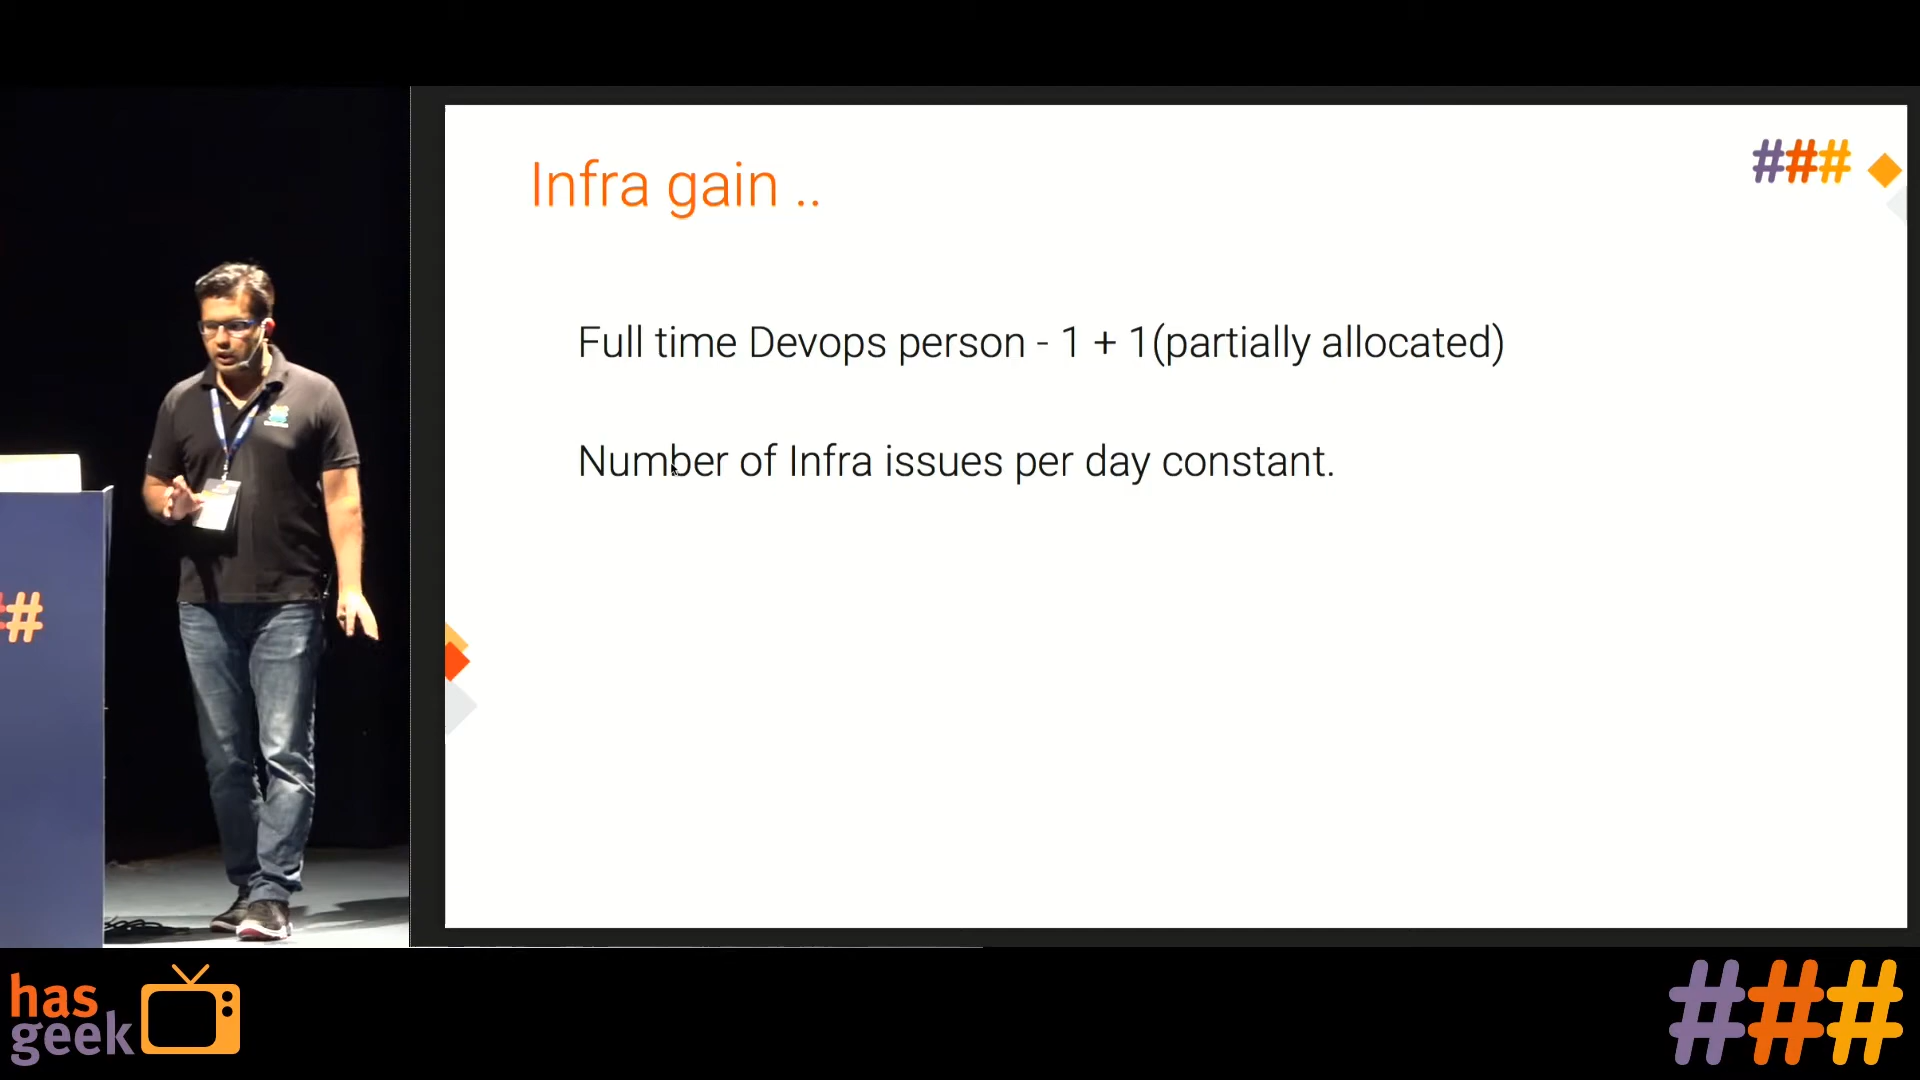 Infra gain ..
###
Full time Devops person - 1 + 1(partially allocated)
Number of Infra issues per day constant.
##
has
geek
###